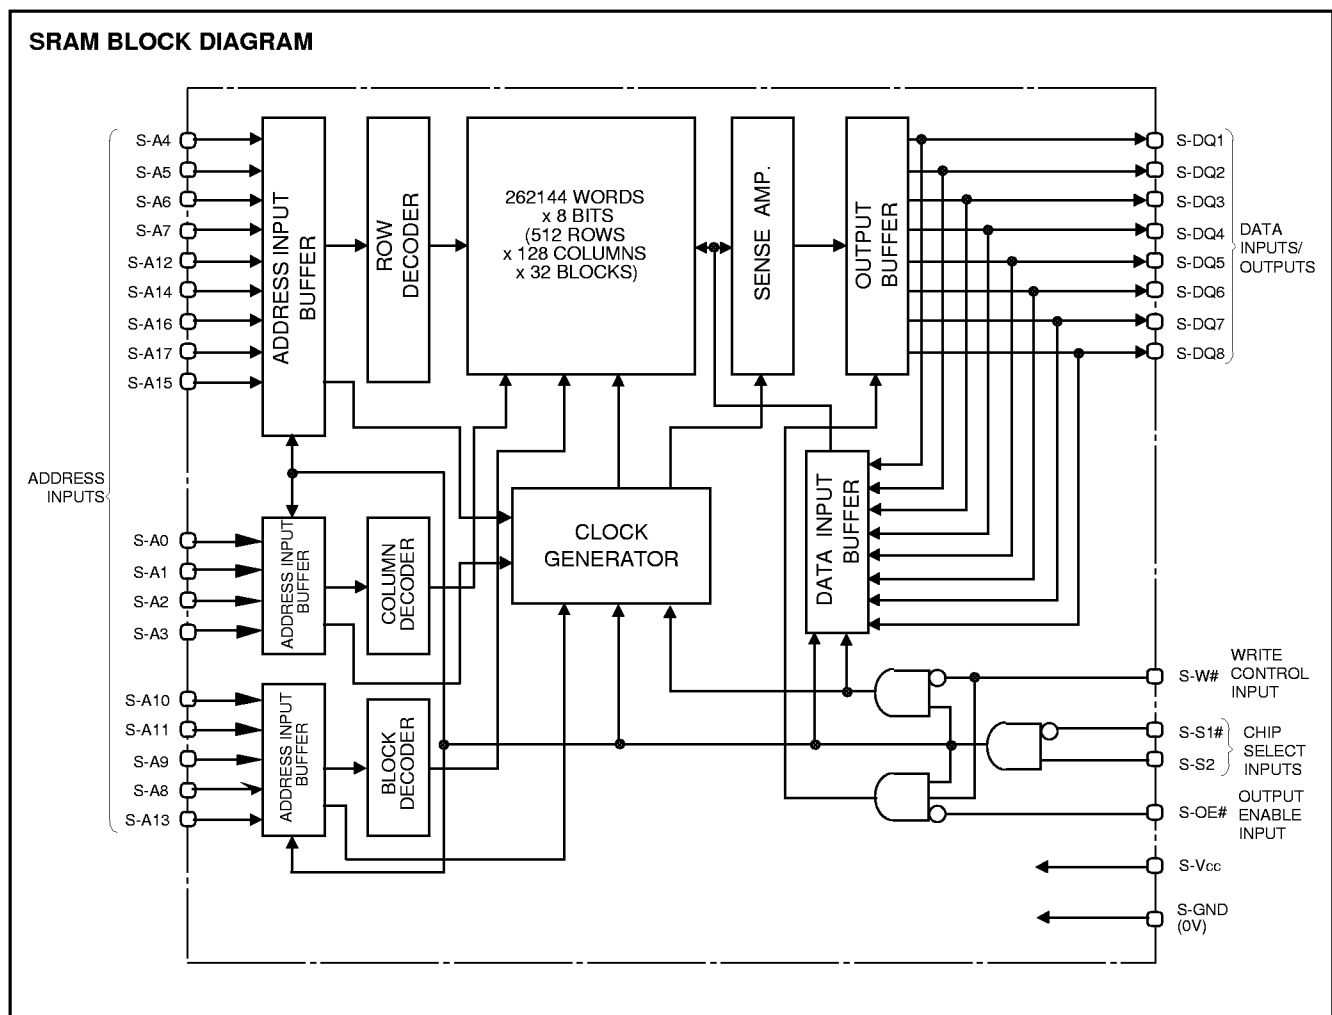 SRAM BLOCK DIAGRAM
S-A4
S-A5
S-A6
S-A7
S-A12
S-A14
S-A16
S-A17
S-A15
ADDRESS
INPUTS
S-A0
S-A1
S-A2
S-A3
S-A10
S-A11
S-A9
S-A8
S-A13
ADDRESS INPUT
BUFFER
ROW
DECODER
262144 WORDS
x 8 BITS
(512 ROWS
x 128 COLUMNS
x 32 BLOCKS)
SENSE AMP.
OUTPUT
BUFFER
S-DQ1
S-DQ2
S-DQ3
S-DQ4
S-DQ5
S-DQ6
S-DQ7
S-DQ8
DATA
INPUTS/
OUTPUTS
ADDRESS INPUT
BUFFER
COLUMN
DECODER
CLOCK
GENERATOR
DATA INPUT
BUFFER
ADDRESS INPUT
BUFFER
BLOCK
DECODER
S-W#
WRITE
CONTROL
INPUT
S-S1#
S-S2
CHIP
SELECT
INPUTS
S-OE#
OUTPUT
ENABLE
INPUT
S-Vcc
S-GND
(0V)